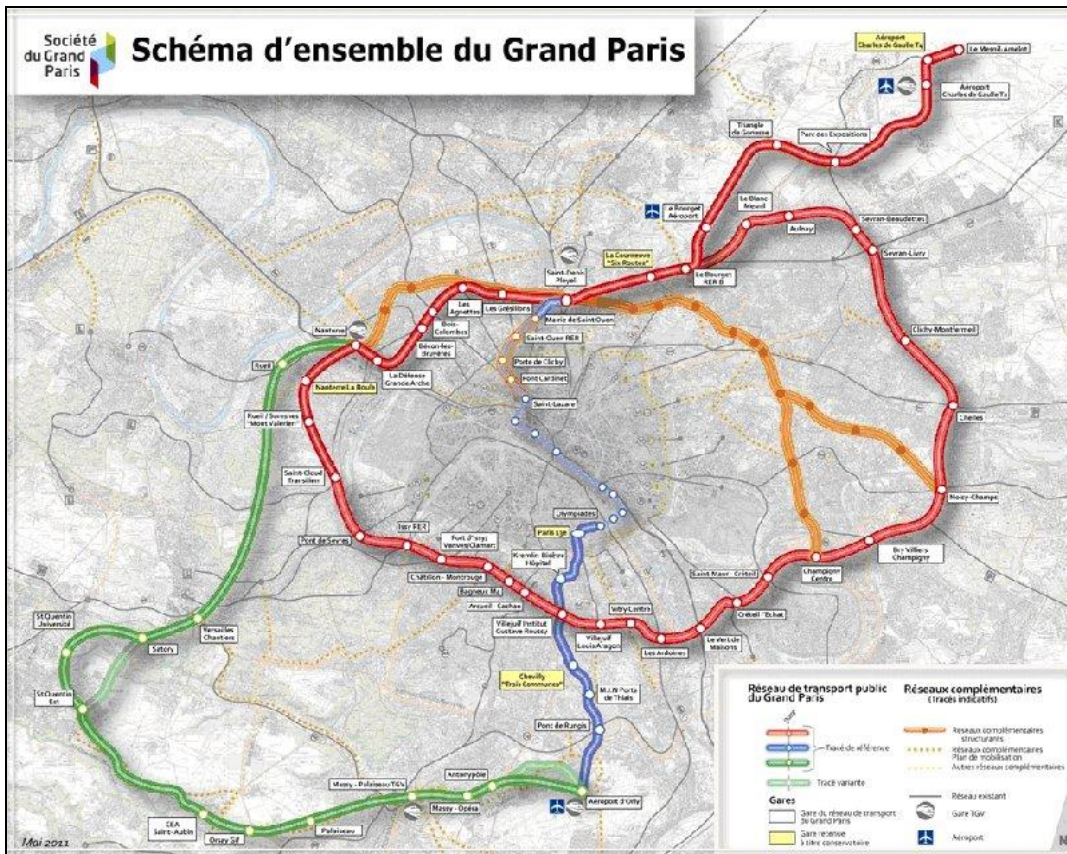 Société
du Grand
Paris
Schéma d'ensemble du Grand Paris
Aéroport
Charles de Gaulle T4
Le Mesnil-Amelot
Aéroport
Charles de Gaulle T2
Triangle
de Gonesse
Parc des Expositions
Le Bourget
Aéroport
Le Blanc
Mesnil
Aulnay
Sevran-Beaudottes
Sevran-Livry
La Courneuve
"Six Routes"
Le Bourget
RER B
Saint-Denis
Pleyel
Les Grésillons
Les
Agnettes
Bois-
Colombes
Bécon-les-
Bruyères
La Défense
Grande Arche
Nanterre
Nanterre La Boule
Rueil
Rueil / Suresnes
"Mont Valérien"
Saint-Cloud
Transilien
Pont de Sèvres
Mairie de Saint Ouen
Saint-Ouen RER
Porte de Clichy
Pont Cardinet
Saint-Lazare
Clichy-Montfermeil
Chelles
Noisy-Champs
Bry Villiers
Champigny
Champigny
Centre
Saint Maur - Créteil
Créteil l'Echat
Le Vert de
Maisons
Les Ardoines
Vitry Centre
Villejuif
Louis Aragon
Villejuif Institut
Gustave Roussy
Arcueil - Cachan
Bagneux M4
Châtillon - Montrouge
Fort d'Issy
Vanves Clamart
Issy RER
Olympiades
Paris 13e
Kremlin-Bicêtre
Hôpital
Chevilly
"Trois Communes"
M.I.N Porte
de Thiais
Pont de Rungis
Aéroport d'Orly
Antonypôle
Massy - Opéra
Massy - Palaiseau TGV
Palaiseau
Orsay Sud
CEA
Saint-Aubin
St Quentin
Est
St Quentin
Université
Satory
Versailles
Chantiers
Réseau de transport public
du Grand Paris
Tracé de référence
Tracé variante
Gares
Gare du réseau de transport
du Grand Paris
Gare retenue
à titre conservatoire
Réseaux complémentaires
(Tracés indicatifs)
Réseaux complémentaires
structurants
Réseaux complémentaires
Plan de mobilisation
Autres réseaux complémentaires
Réseau existant
Gare TGV
Aéroport
Mai 2011